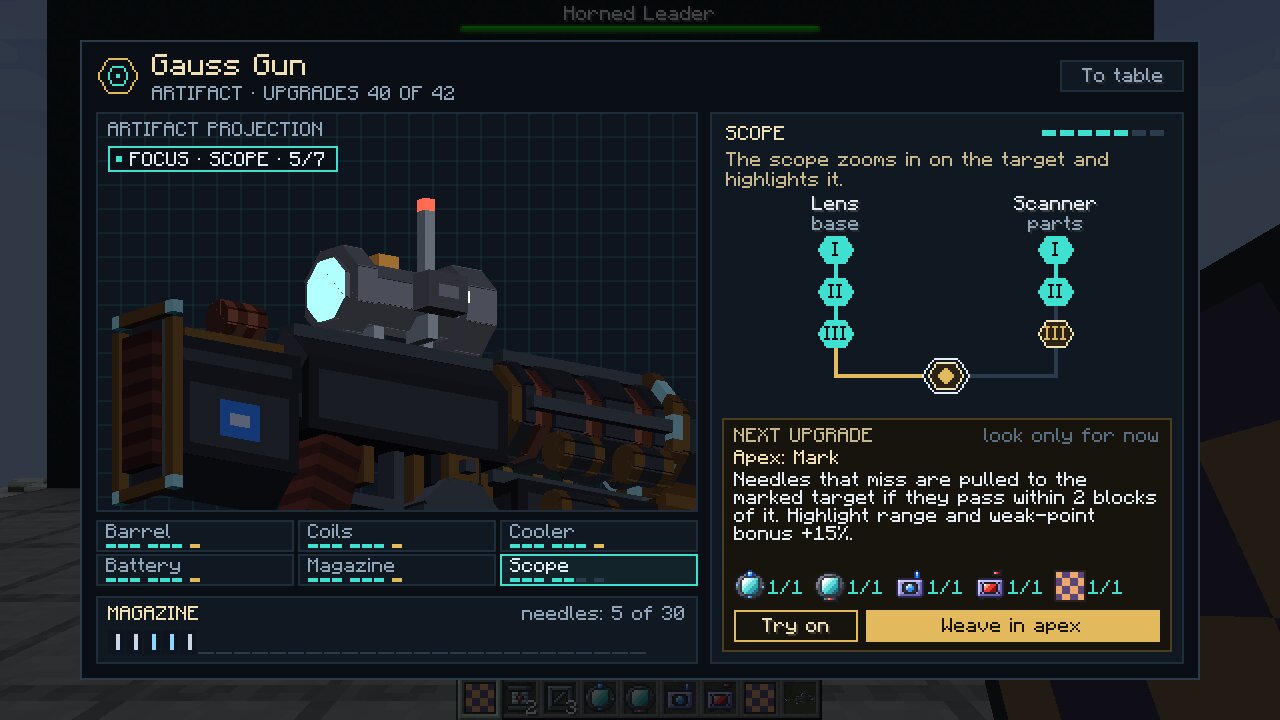 Horned Leader
Gauss Gun
ARTIFACT · UPGRADES 40 OF 42
To table
ARTIFACT PROJECTION
FOCUS · SCOPE · 5/7
SCOPE
The scope zooms in on the target and
highlights it.
Lens
base
Scanner
parts
I
I
II
II
III
III
NEXT UPGRADE
look only for now
Apex: Mark
Needles that miss are pulled to the
marked target if they pass within 2 blocks
of it. Highlight range and weak-point
bonus +15%.
1/1
1/1
1/1
1/1
1/1
Try on
Weave in apex
Barrel
Coils
Cooler
Battery
Magazine
Scope
MAGAZINE
needles: 5 of 30
2
3